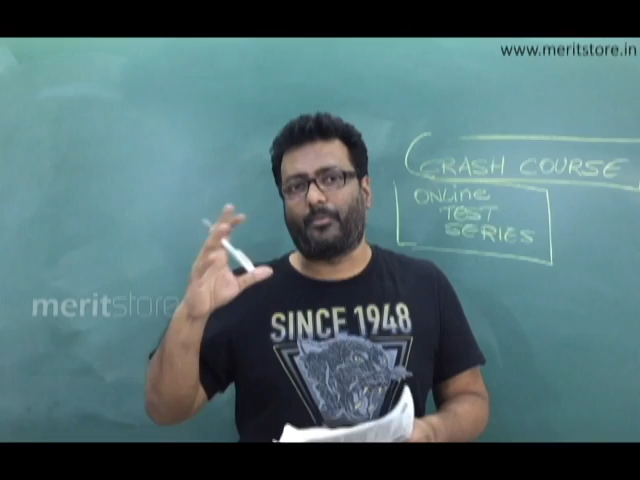 www.meritstore.in
CRASH COURSE
ONLINE
TEST
SERIES
meritstore
SINCE 1948